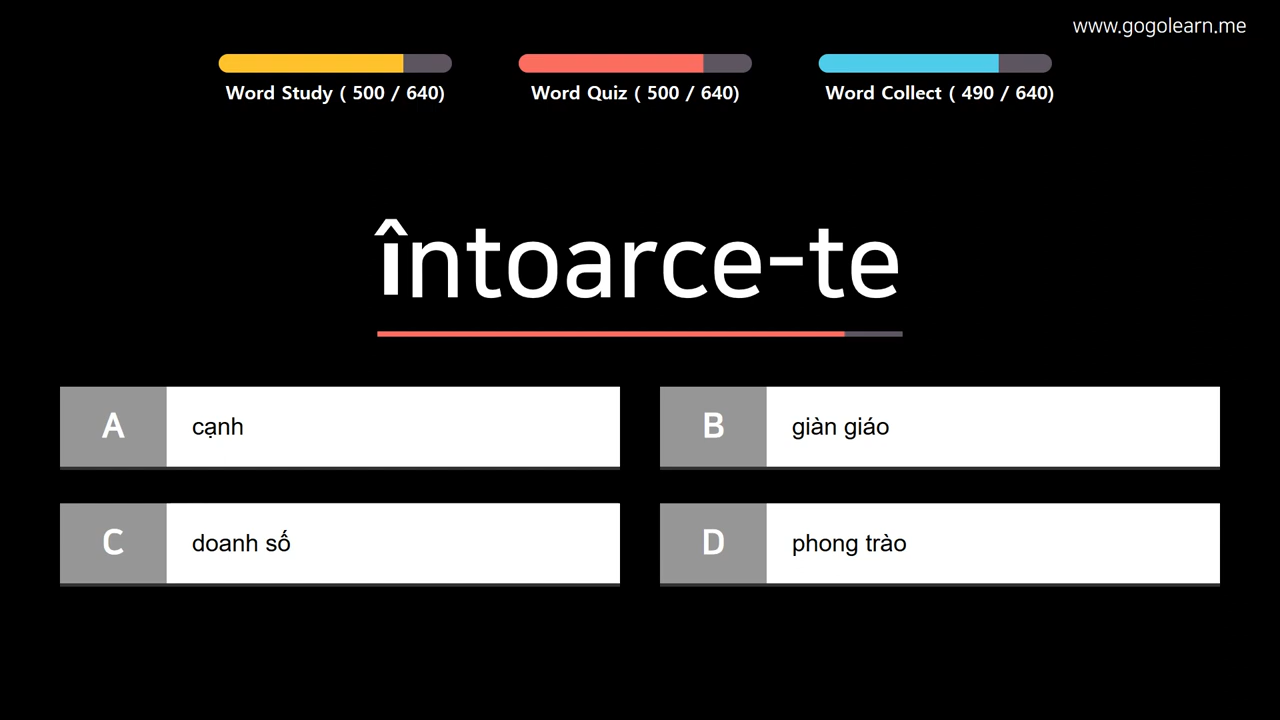 www.gogolearn.me
Word Study ( 500 / 640)
Word Quiz ( 500 / 640)
Word Collect ( 490 / 640)
întoarce-te
A
cạnh
B
giàn giáo
C
doanh số
D
phong trào